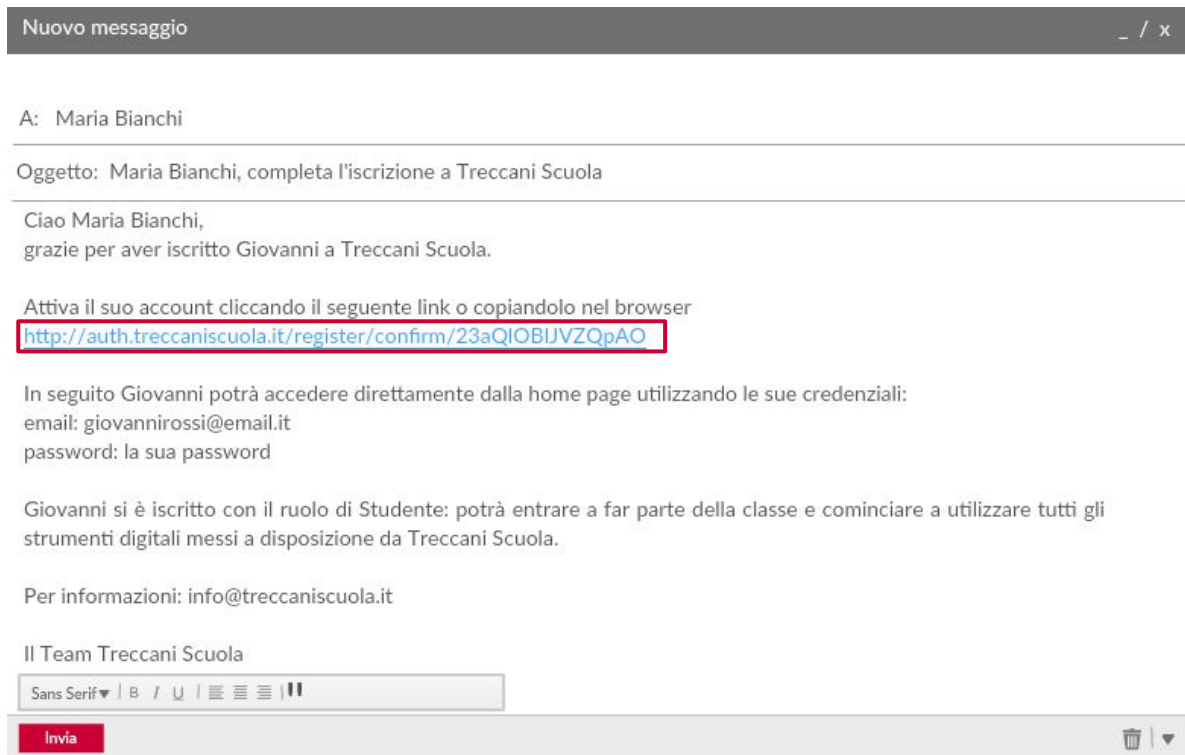 Nuovo messaggio _ / x
A: Maria Bianchi
Oggetto: Maria Bianchi, completa l'iscrizione a Treccani Scuola
Ciao Maria Bianchi,
grazie per aver iscritto Giovanni a Treccani Scuola.
Attiva il suo account cliccando il seguente link o copiandolo nel browser
http://auth.treccaniscuola.it/register/confirm/23aQIOBIJVZQpAO
In seguito Giovanni potrà accedere direttamente dalla home page utilizzando le sue credenziali:
email: giovannirossi@email.it
password: la sua password
Giovanni si è iscritto con il ruolo di Studente: potrà entrare a far parte della classe e cominciare a utilizzare tutti gli
strumenti digitali messi a disposizione da Treccani Scuola.
Per informazioni: info@treccaniscuola.it
Il Team Treccani Scuola
Sans Serif B I U
Invia